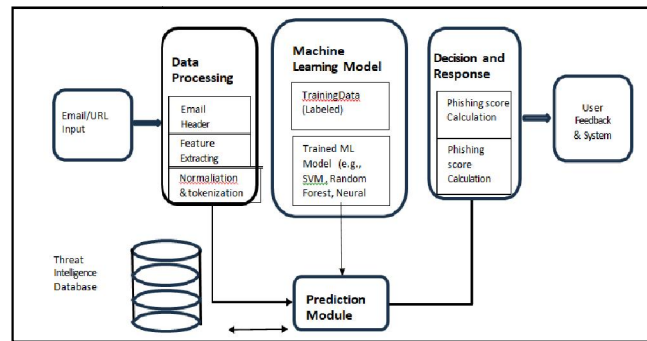 Email/URL
Input
Data
Processing
Email
Header
Feature
Extracting
Normaliation
& tokenization
Machine
Learning Model
TrainingData
(Labeled)
Trained ML
Model (e.g.,
SVM, Random
Forest, Neural
Decision and
Response
Phishing score
Calculation
Phishing
score
Calculation
User
Feedback
& System
Threat
Intelligence
Database
Prediction
Module